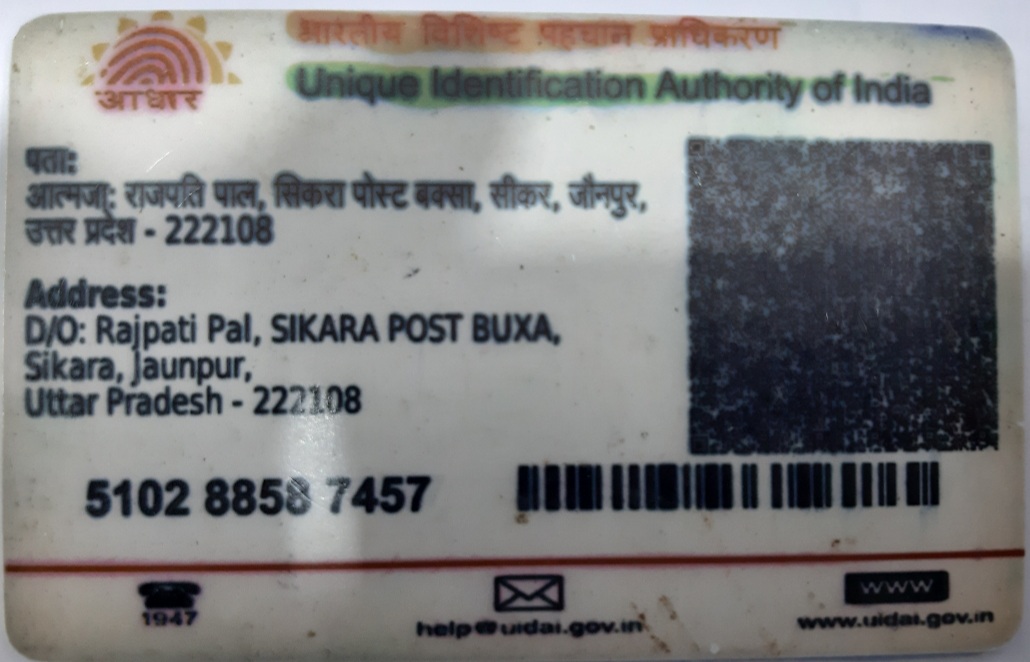 भारतीय विशिष्ट पहचान प्राधिकरण
आधार
Unique Identification Authority of India
पता:
आत्मजा: राजपति पाल, सिकरा पोस्ट बक्सा, सीकर, जौनपुर,
उत्तर प्रदेश - 222108
Address:
D/O: Rajpati Pal, SIKARA POST BUXA,
Sikara, Jaunpur,
Uttar Pradesh - 222108
5102 8858 7457
1947
help@uidai.gov.in
WWW
www.uidai.gov.in